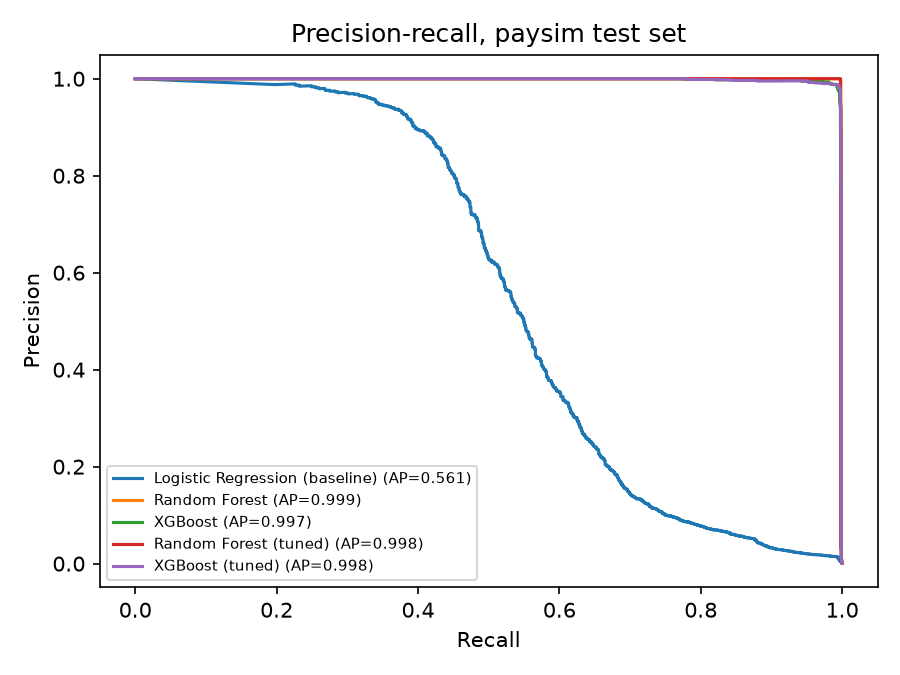 Precision-recall, paysim test set
Precision
1.0
0.8
0.6
0.4
0.2
0.0
Logistic Regression (baseline) (AP=0.561)
Random Forest (AP=0.999)
XGBoost (AP=0.997)
Random Forest (tuned) (AP=0.998)
XGBoost (tuned) (AP=0.998)
0.0 0.2 0.4 0.6 0.8 1.0
Recall